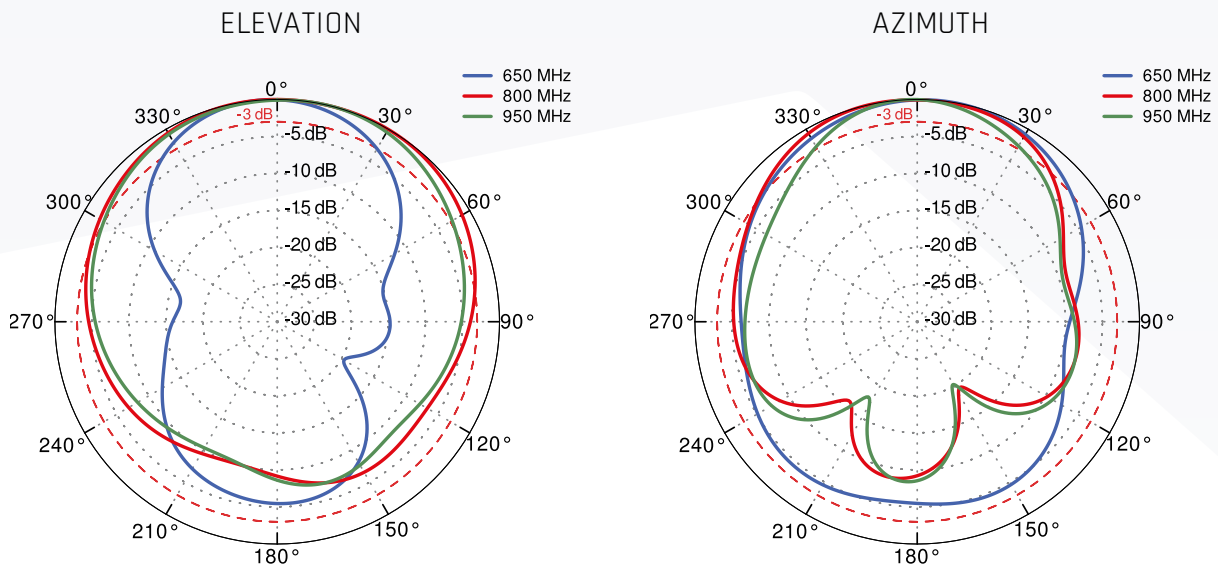 ELEVATION
650 MHz
800 MHz
950 MHz
0°
330°
-3 dB
30°
-5 dB
-10 dB
300°
60°
-15 dB
-20 dB
-25 dB
270°
-30 dB
90°
240°
120°
210°
150°
180°
AZIMUTH
650 MHz
800 MHz
950 MHz
0°
330°
-3 dB
30°
-5 dB
-10 dB
300°
60°
-15 dB
-20 dB
-25 dB
270°
-30 dB
90°
240°
120°
210°
150°
180°